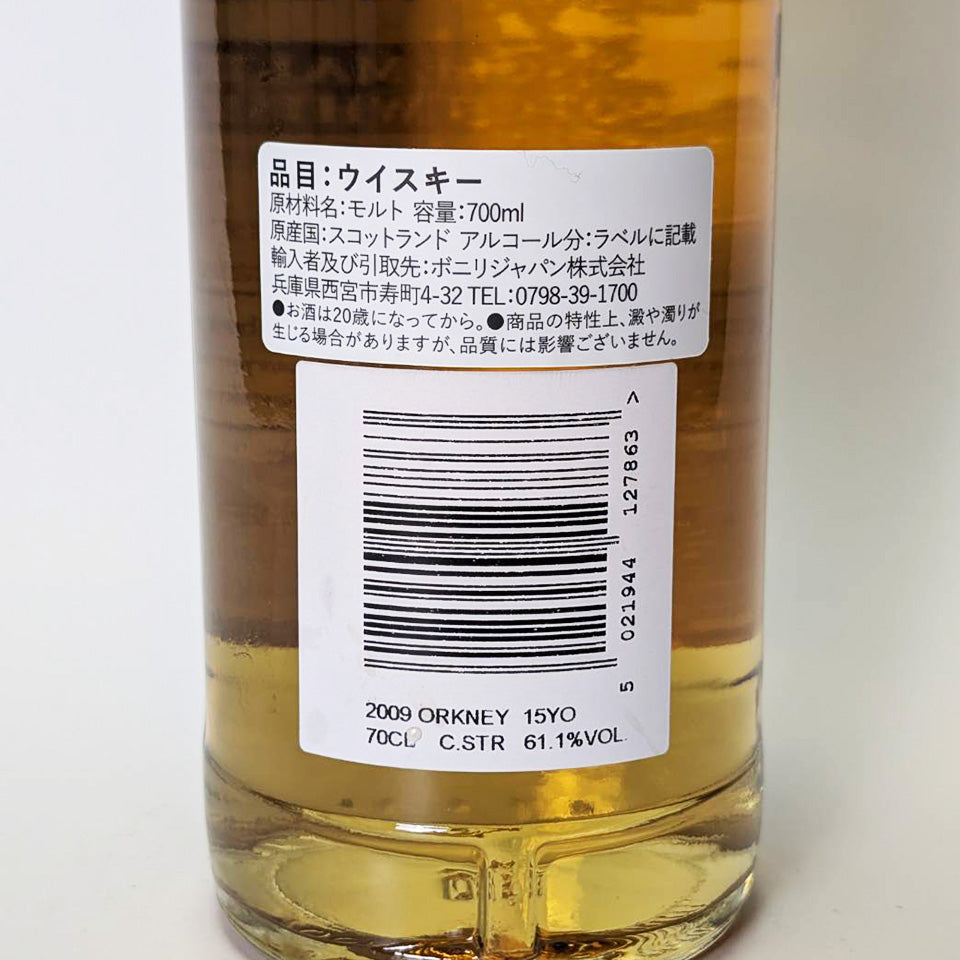 品目:ウイスキー
原材料名:モルト 容量:700ml
原産国:スコットランド アルコール分:ラベルに記載
輸入者及び引取先:ボニリジャパン株式会社
兵庫県西宮市寿町4-32 TEL:0798-39-1700
●お酒は20歳になってから。●商品の特性上、澱や濁りが
生じる場合がありますが、品質には影響ございません。
5 021944 127863 >
2009 ORKNEY 15YO
70CL C.STR 61.1%VOL.